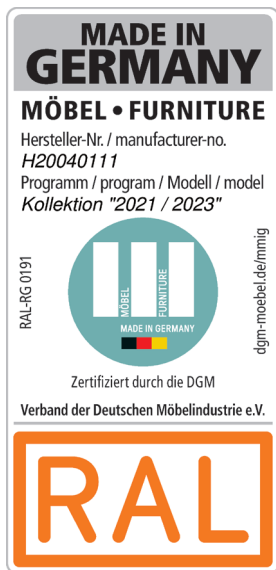 MADE IN
GERMANY
MÖBEL • FURNITURE
Hersteller-Nr. / manufacturer-no.
H20040111
Programm / program / Modell / model
Kollektion "2021 / 2023"
RAL-RG 0191
MÖBEL
FURNITURE
MADE IN GERMANY
dgm-moebel.de/mmig
Zertifiziert durch die DGM
Verband der Deutschen Möbelindustrie e.V.
RAL